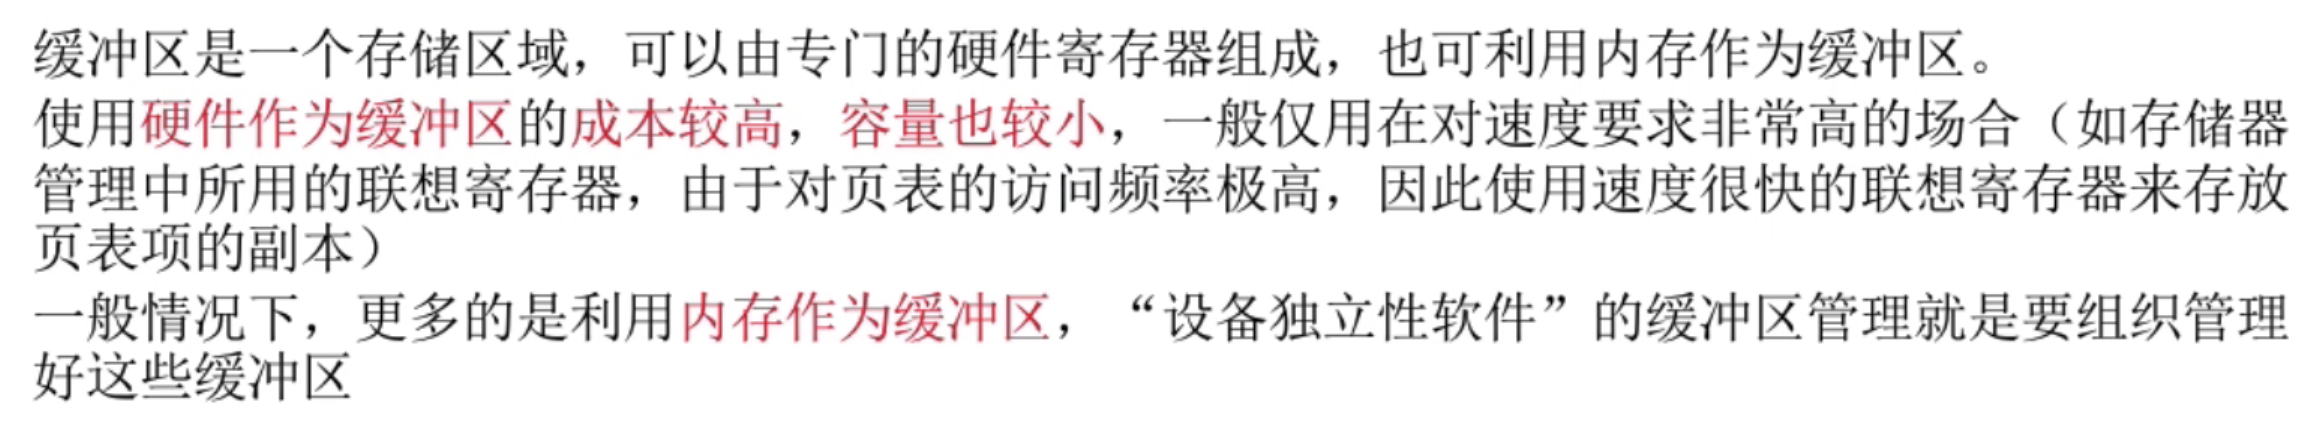 缓冲区是一个存储区域，可以由专门的硬件寄存器组成，也可利用内存作为缓冲区。
使用硬件作为缓冲区的成本较高，容量也较小，一般仅用在对速度要求非常高的场合（如存储器
管理中所用的联想寄存器，由于对页表的访问频率极高，因此使用速度很快的联想寄存器来存放
页表项的副本）
一般情况下，更多的是利用内存作为缓冲区，“设备独立性软件”的缓冲区管理就是要组织管理
好这些缓冲区